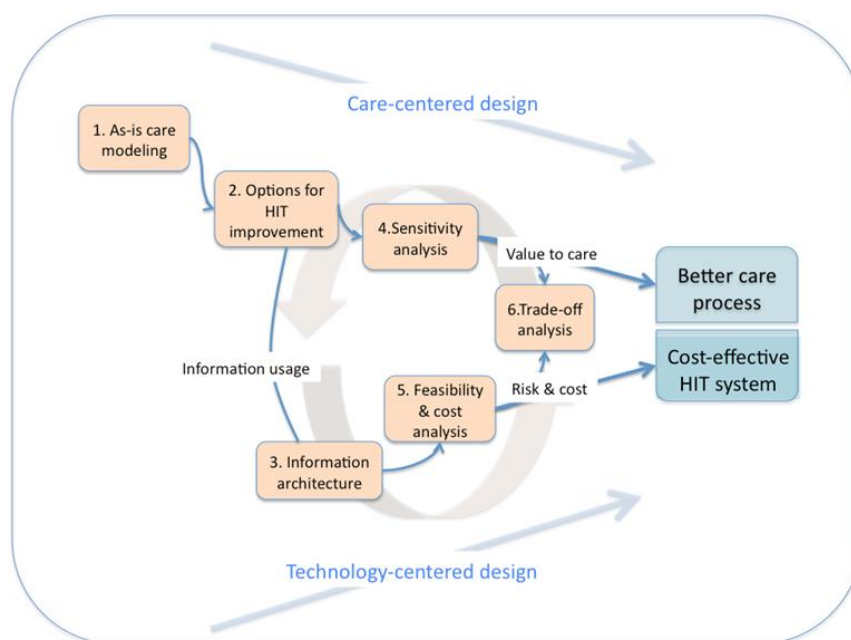 Care-centered design
1. As-is care
modeling
2. Options for
HIT
improvement
4.Sensitivity
analysis
Value to care
Better care
process
6.Trade-off
analysis
Cost-effective
HIT system
Information usage
5. Feasibility
& cost
analysis
Risk & cost
3. Information
architecture
Technology-centered design